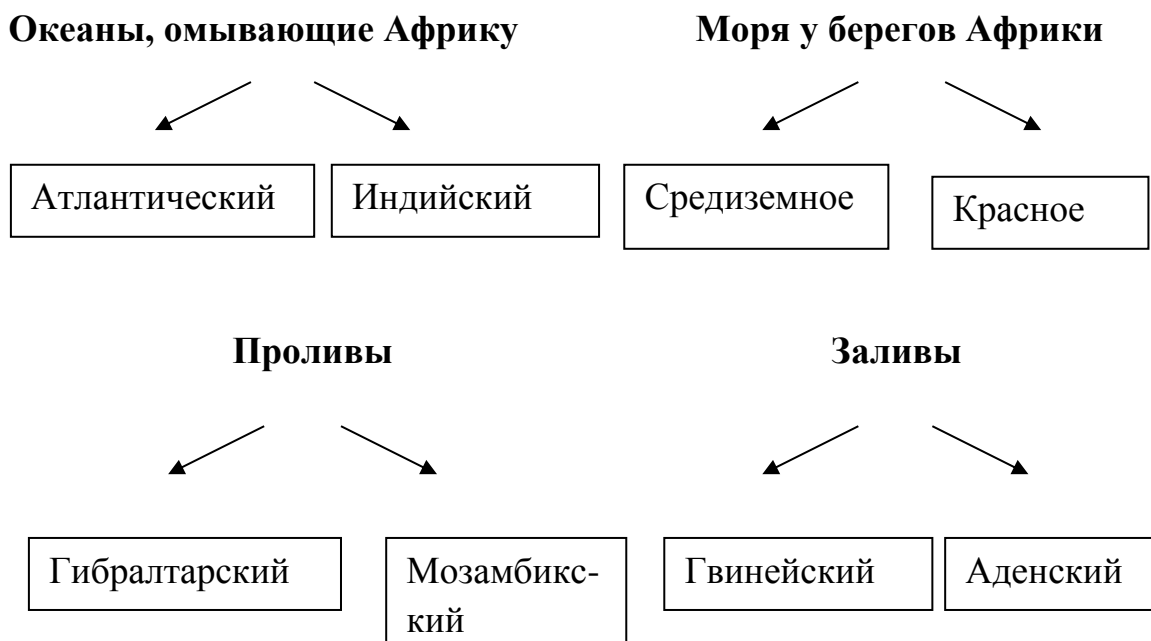 Океаны, омывающие Африку
Моря у берегов Африки
Атлантический
Индийский
Средиземное
Красное
Проливы
Заливы
Гибралтарский
Мозамбикс-
кий
Гвинейский
Аденский